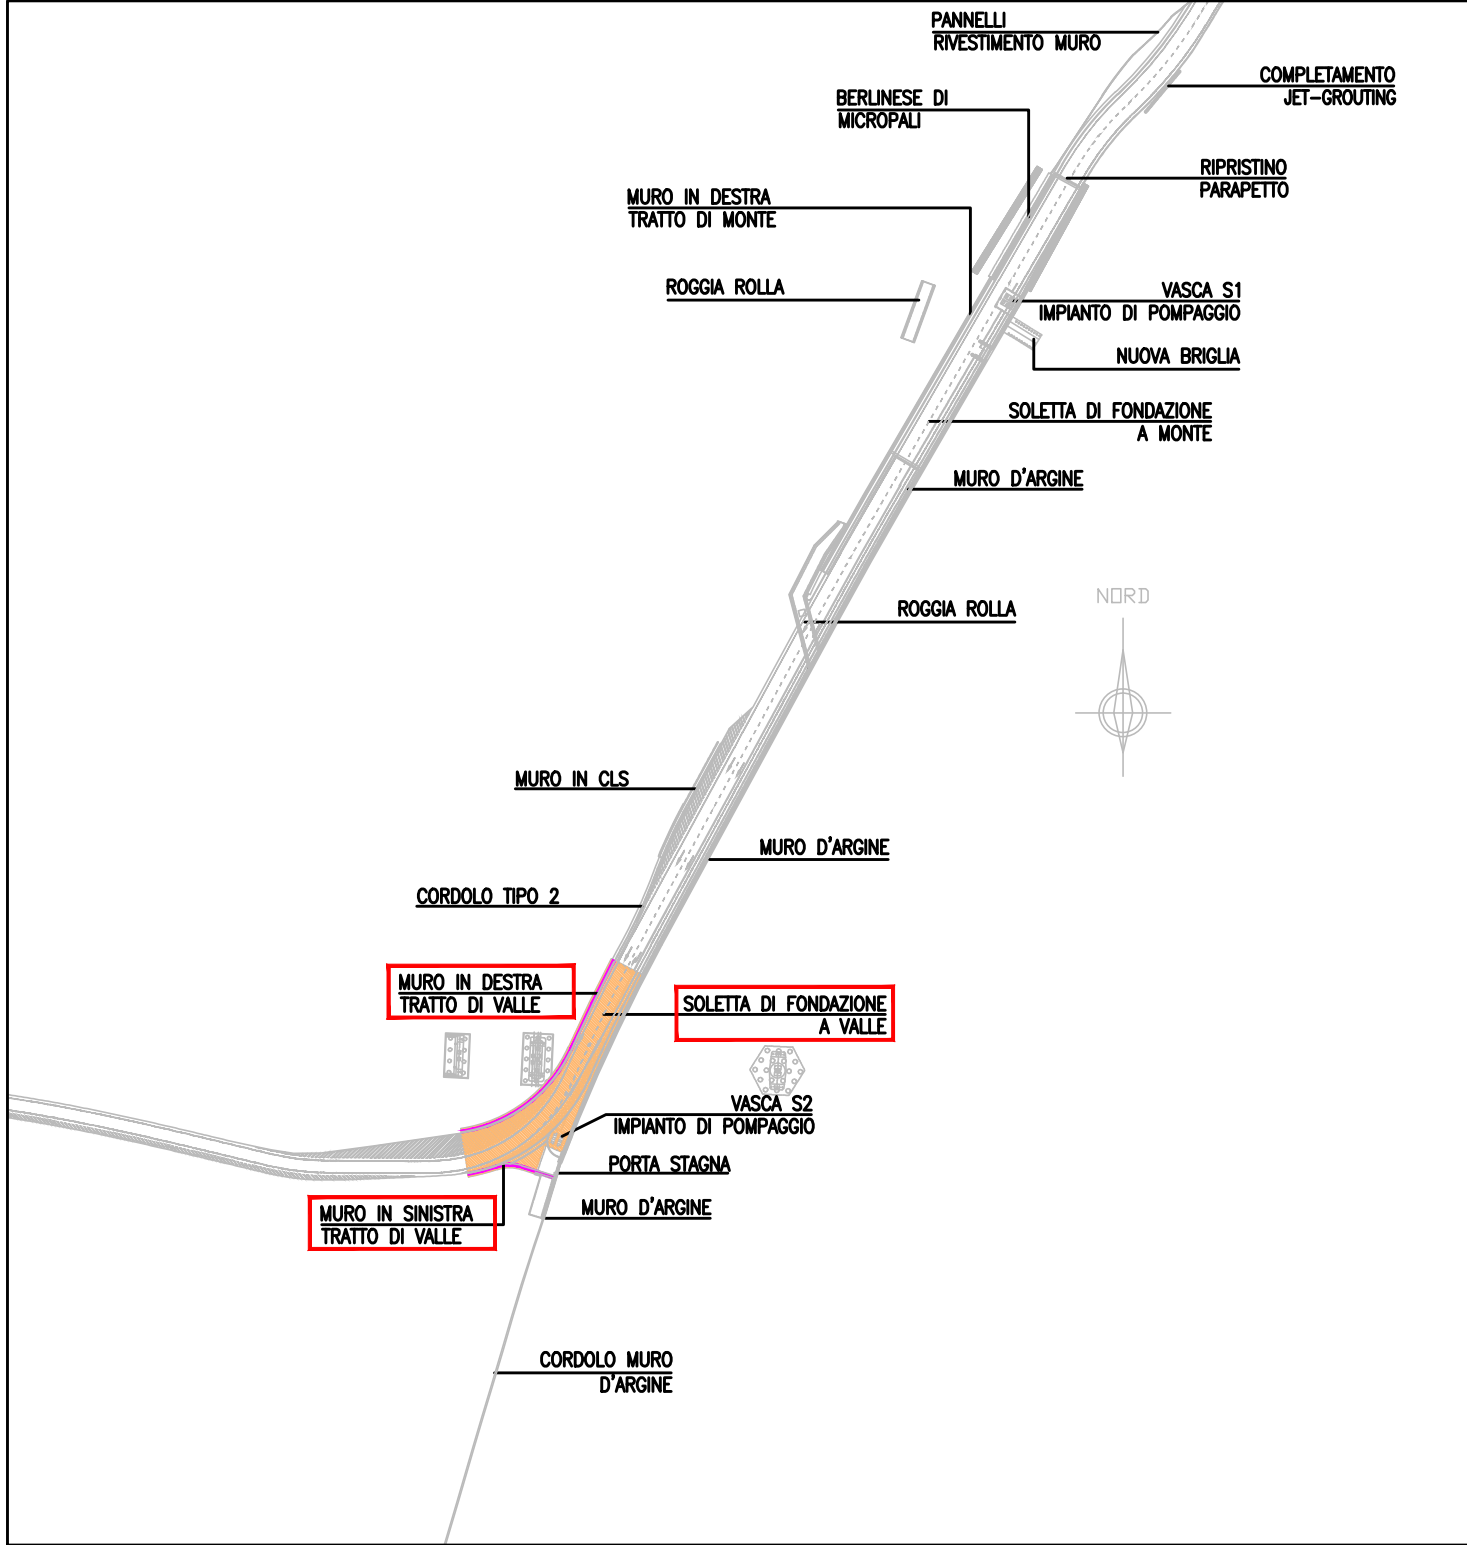 PANNELLI
RIVESTIMENTO MURO
COMPLETAMENTO
JET-GROUTING
BERLINESE DI
MICROPALI
RIPRISTINO
PARAPETTO
MURO IN DESTRA
TRATTO DI MONTE
ROGGIA ROLLA
VASCA S1
IMPIANTO DI POMPAGGIO
NUOVA BRIGLIA
SOLETTA DI FONDAZIONE
A MONTE
MURO D'ARGINE
NORD
ROGGIA ROLLA
MURO IN CLS
MURO D'ARGINE
CORDOLO TIPO 2
MURO IN DESTRA
TRATTO DI VALLE
SOLETTA DI FONDAZIONE
A VALLE
VASCA S2
IMPIANTO DI POMPAGGIO
PORTA STAGNA
MURO D'ARGINE
MURO IN SINISTRA
TRATTO DI VALLE
CORDOLO MURO
D'ARGINE